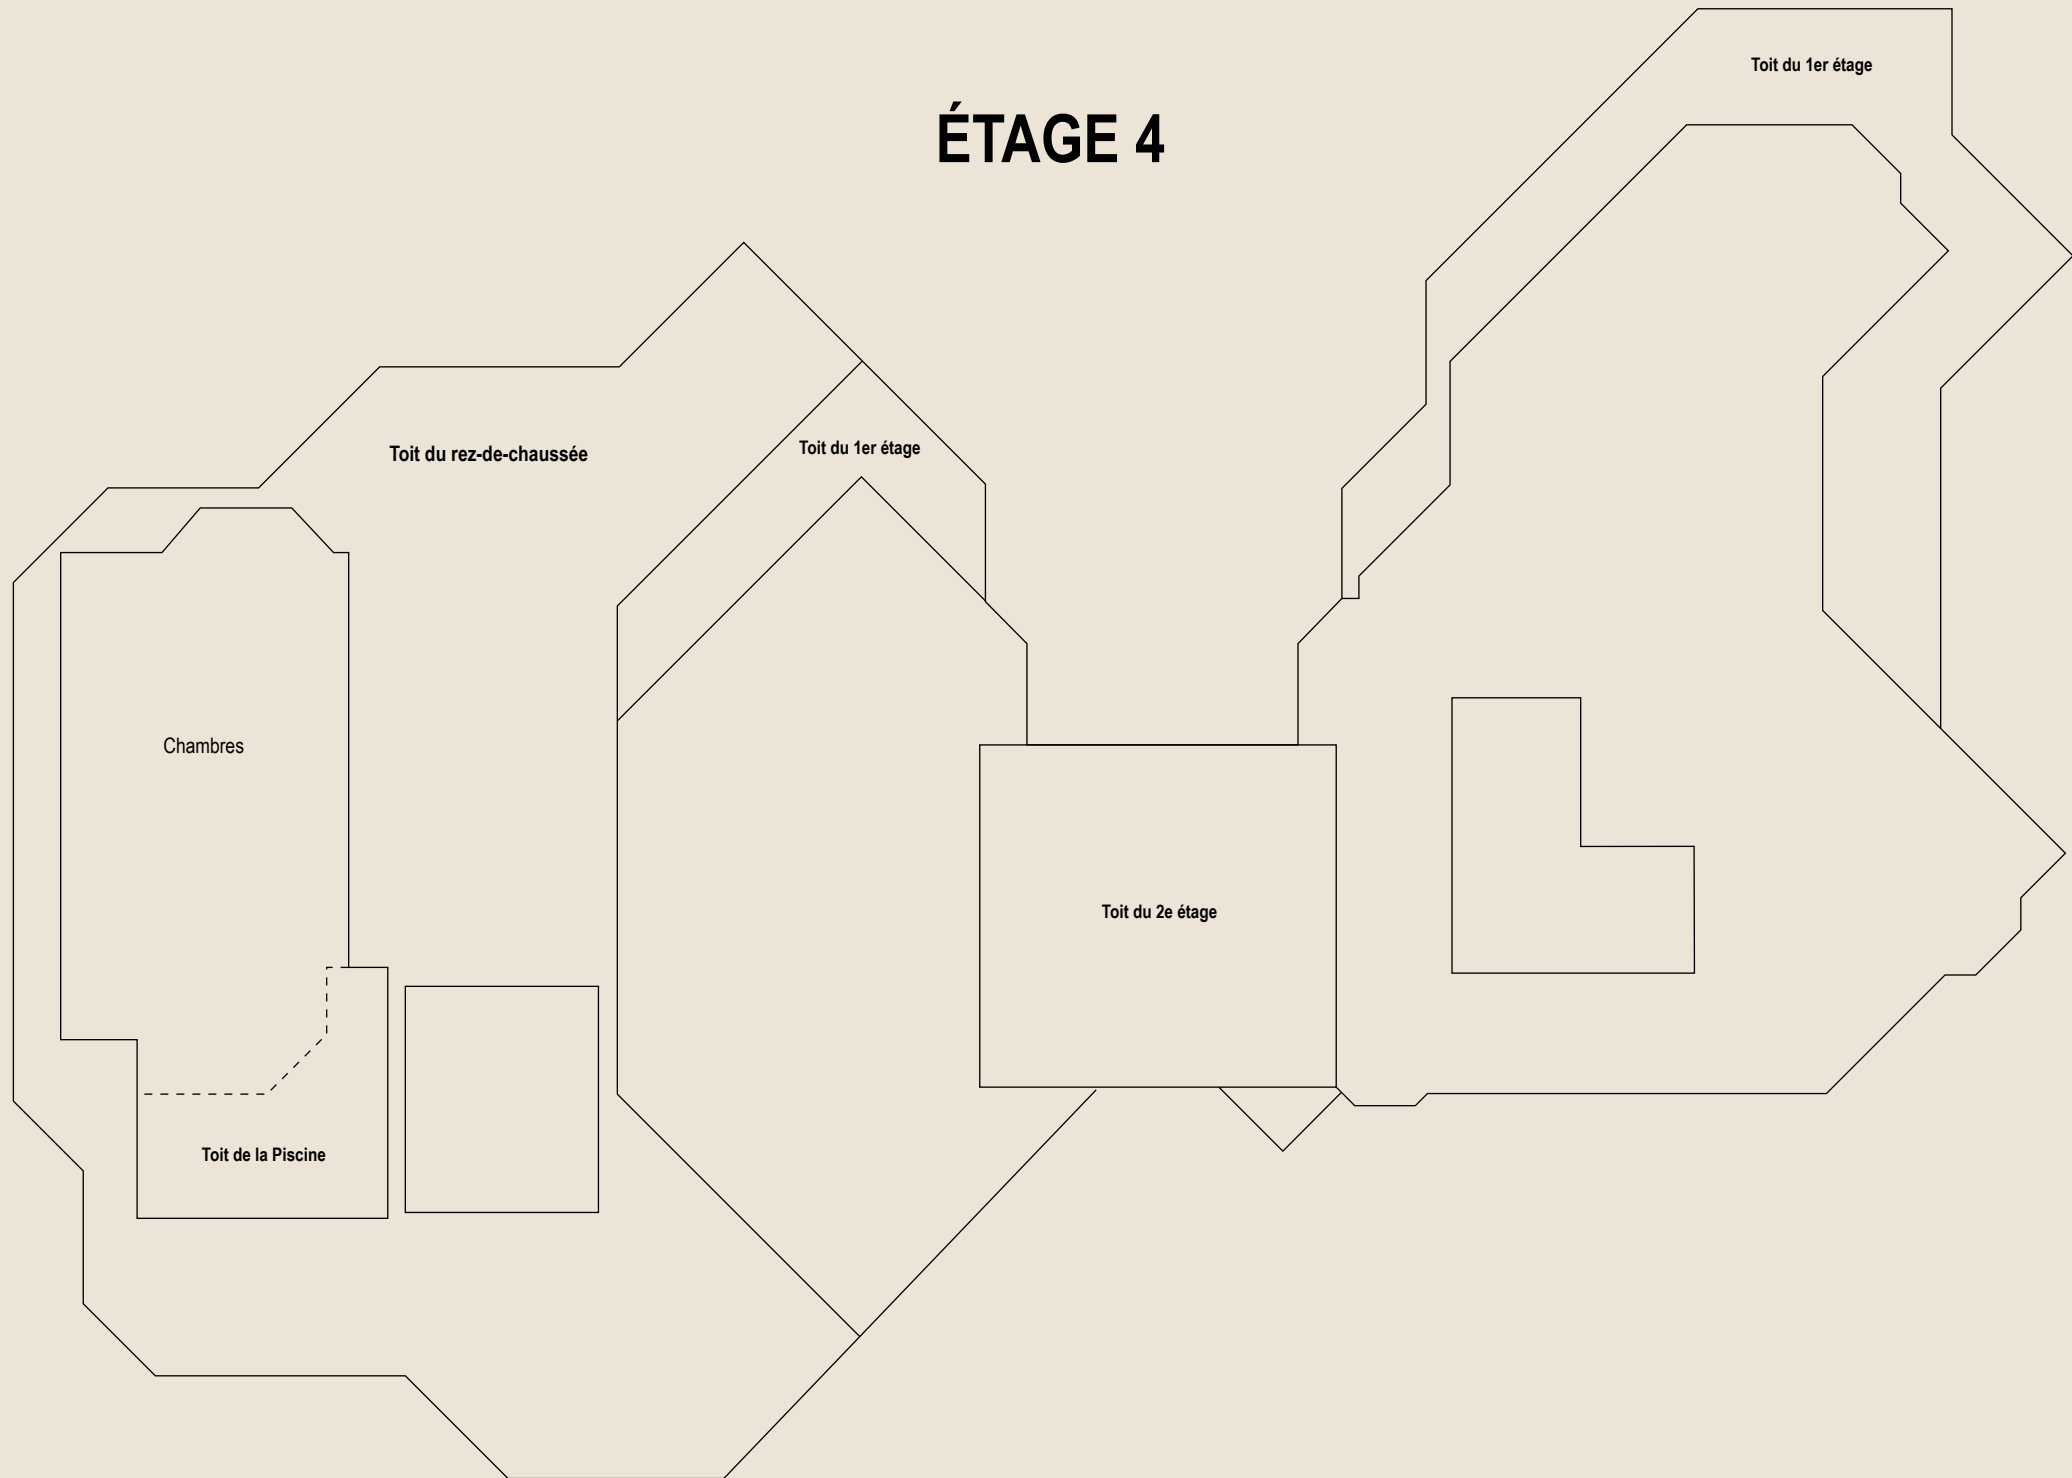 Toit du 1er étage
ÉTAGE 4
Toit du 1er étage
Toit du rez-de-chaussée
Chambres
Toit du 2e étage
Toit de la Piscine